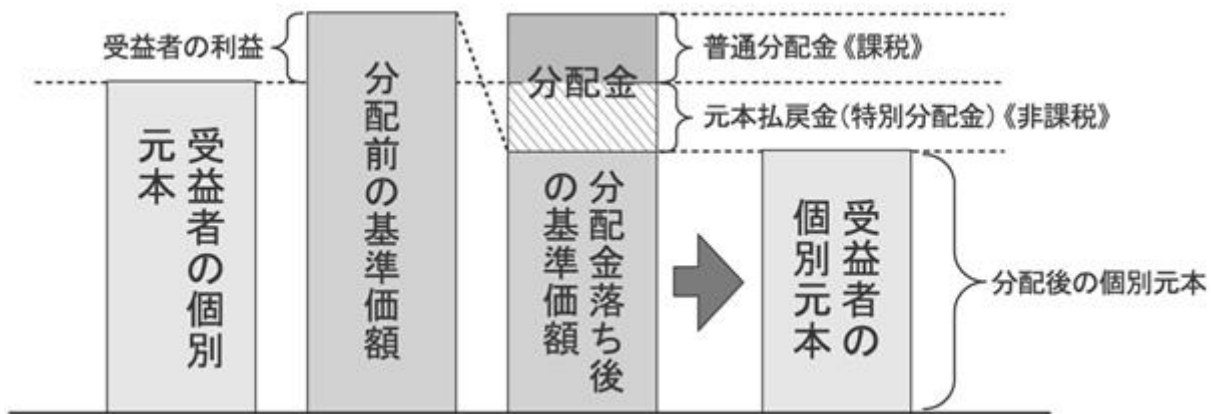 受益者の利益
受益者の個別
元本
分配前の基準価額
分配金
分配金落ち後
の基準価額
普通分配金《課税》
元本払戻金(特別分配金)《非課税》
受益者の
個別元本
分配後の個別元本